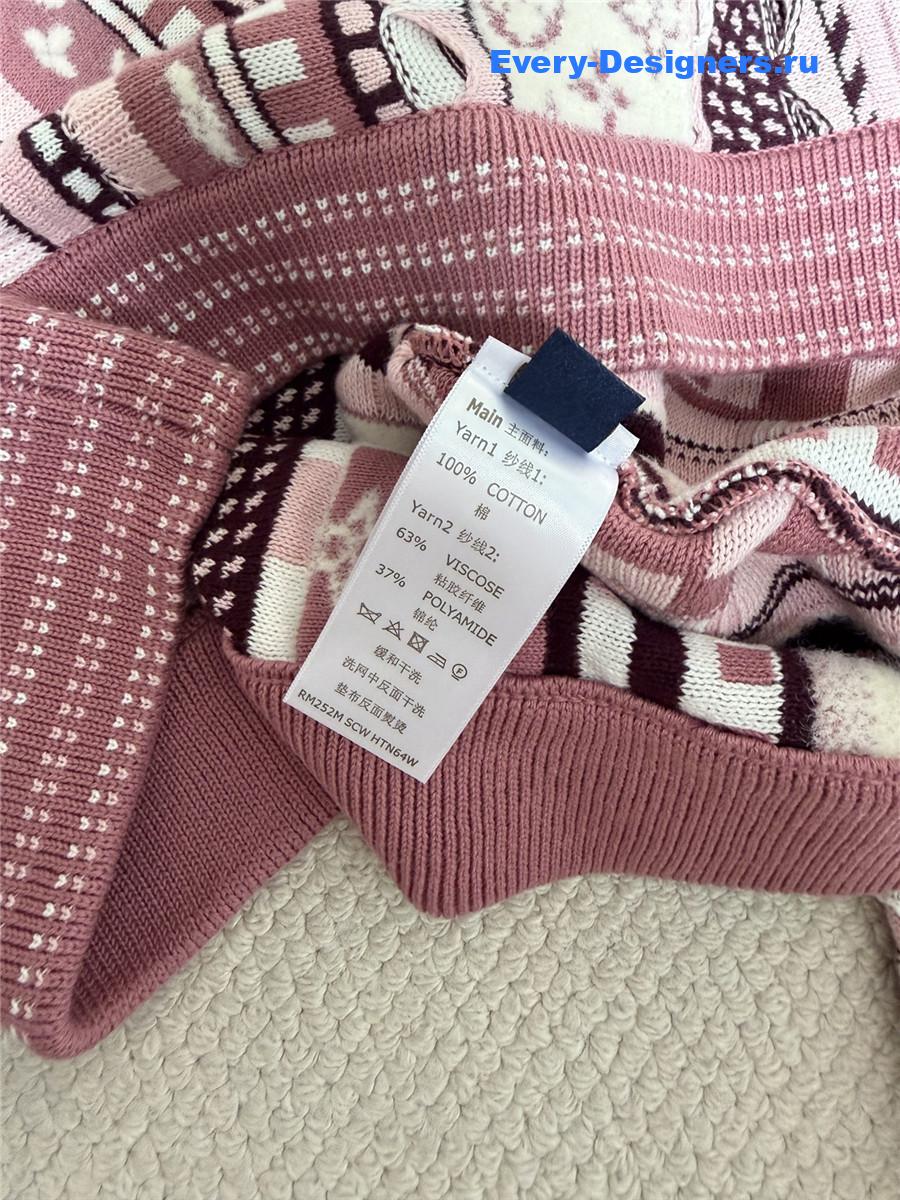 Every-Designers.ru
Main 主面料:
Yarn1 纱线1:
100% COTTON
棉
Yarn2 纱线2:
63% VISCOSE
粘胶纤维
37% POLYAMIDE
锦纶
P
缓和干洗
洗网中反面干洗
垫布反面熨烫
RM252M SCW HTN64W